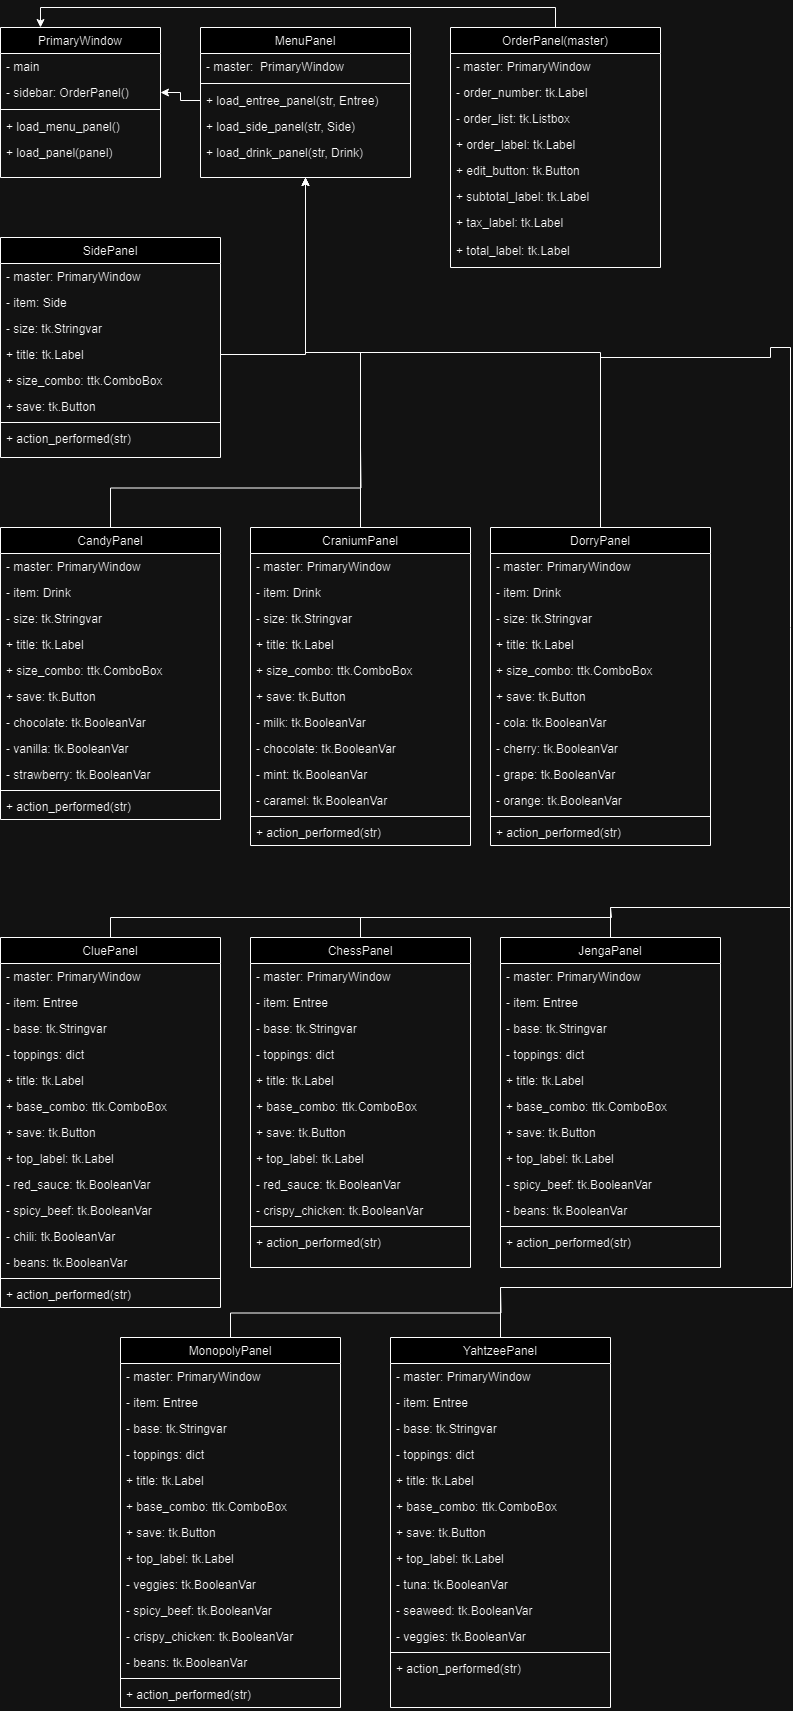 PrimaryWindow
- main
- sidebar: OrderPanel()
+ load_menu_panel()
+ load_panel(panel)
MenuPanel
- master:  PrimaryWindow
+ load_entree_panel(str, Entree)
+ load_side_panel(str, Side)
+ load_drink_panel(str, Drink)
OrderPanel(master)
- master: PrimaryWindow
- order_number: tk.Label
- order_list: tk.Listbox
+ order_label: tk.Label
+ edit_button: tk.Button
+ subtotal_label: tk.Label
+ tax_label: tk.Label
+ total_label: tk.Label
SidePanel
- master: PrimaryWindow
- item: Side
- size: tk.Stringvar
+ title: tk.Label
+ size_combo: ttk.ComboBox
+ save: tk.Button
+ action_performed(str)
CandyPanel
- master: PrimaryWindow
- item: Drink
- size: tk.Stringvar
+ title: tk.Label
+ size_combo: ttk.ComboBox
+ save: tk.Button
- chocolate: tk.BooleanVar
- vanilla: tk.BooleanVar
- strawberry: tk.BooleanVar
+ action_performed(str)
CraniumPanel
- master: PrimaryWindow
- item: Drink
- size: tk.Stringvar
+ title: tk.Label
+ size_combo: ttk.ComboBox
+ save: tk.Button
- milk: tk.BooleanVar
- chocolate: tk.BooleanVar
- mint: tk.BooleanVar
- caramel: tk.BooleanVar
+ action_performed(str)
DorryPanel
- master: PrimaryWindow
- item: Drink
- size: tk.Stringvar
+ title: tk.Label
+ size_combo: ttk.ComboBox
+ save: tk.Button
- cola: tk.BooleanVar
- cherry: tk.BooleanVar
- grape: tk.BooleanVar
- orange: tk.BooleanVar
+ action_performed(str)
CluePanel
- master: PrimaryWindow
- item: Entree
- base: tk.Stringvar
- toppings: dict
+ title: tk.Label
+ base_combo: ttk.ComboBox
+ save: tk.Button
+ top_label: tk.Label
- red_sauce: tk.BooleanVar
- spicy_beef: tk.BooleanVar
- chili: tk.BooleanVar
- beans: tk.BooleanVar
+ action_performed(str)
ChessPanel
- master: PrimaryWindow
- item: Entree
- base: tk.Stringvar
- toppings: dict
+ title: tk.Label
+ base_combo: ttk.ComboBox
+ save: tk.Button
+ top_label: tk.Label
- red_sauce: tk.BooleanVar
- crispy_chicken: tk.BooleanVar
+ action_performed(str)
JengaPanel
- master: PrimaryWindow
- item: Entree
- base: tk.Stringvar
- toppings: dict
+ title: tk.Label
+ base_combo: ttk.ComboBox
+ save: tk.Button
+ top_label: tk.Label
- spicy_beef: tk.BooleanVar
- beans: tk.BooleanVar
+ action_performed(str)
MonopolyPanel
- master: PrimaryWindow
- item: Entree
- base: tk.Stringvar
- toppings: dict
+ title: tk.Label
+ base_combo: ttk.ComboBox
+ save: tk.Button
+ top_label: tk.Label
- veggies: tk.BooleanVar
- spicy_beef: tk.BooleanVar
- crispy_chicken: tk.BooleanVar
- beans: tk.BooleanVar
+ action_performed(str)
YahtzeePanel
- master: PrimaryWindow
- item: Entree
- base: tk.Stringvar
- toppings: dict
+ title: tk.Label
+ base_combo: ttk.ComboBox
+ save: tk.Button
+ top_label: tk.Label
- tuna: tk.BooleanVar
- seaweed: tk.BooleanVar
- veggies: tk.BooleanVar
+ action_performed(str)